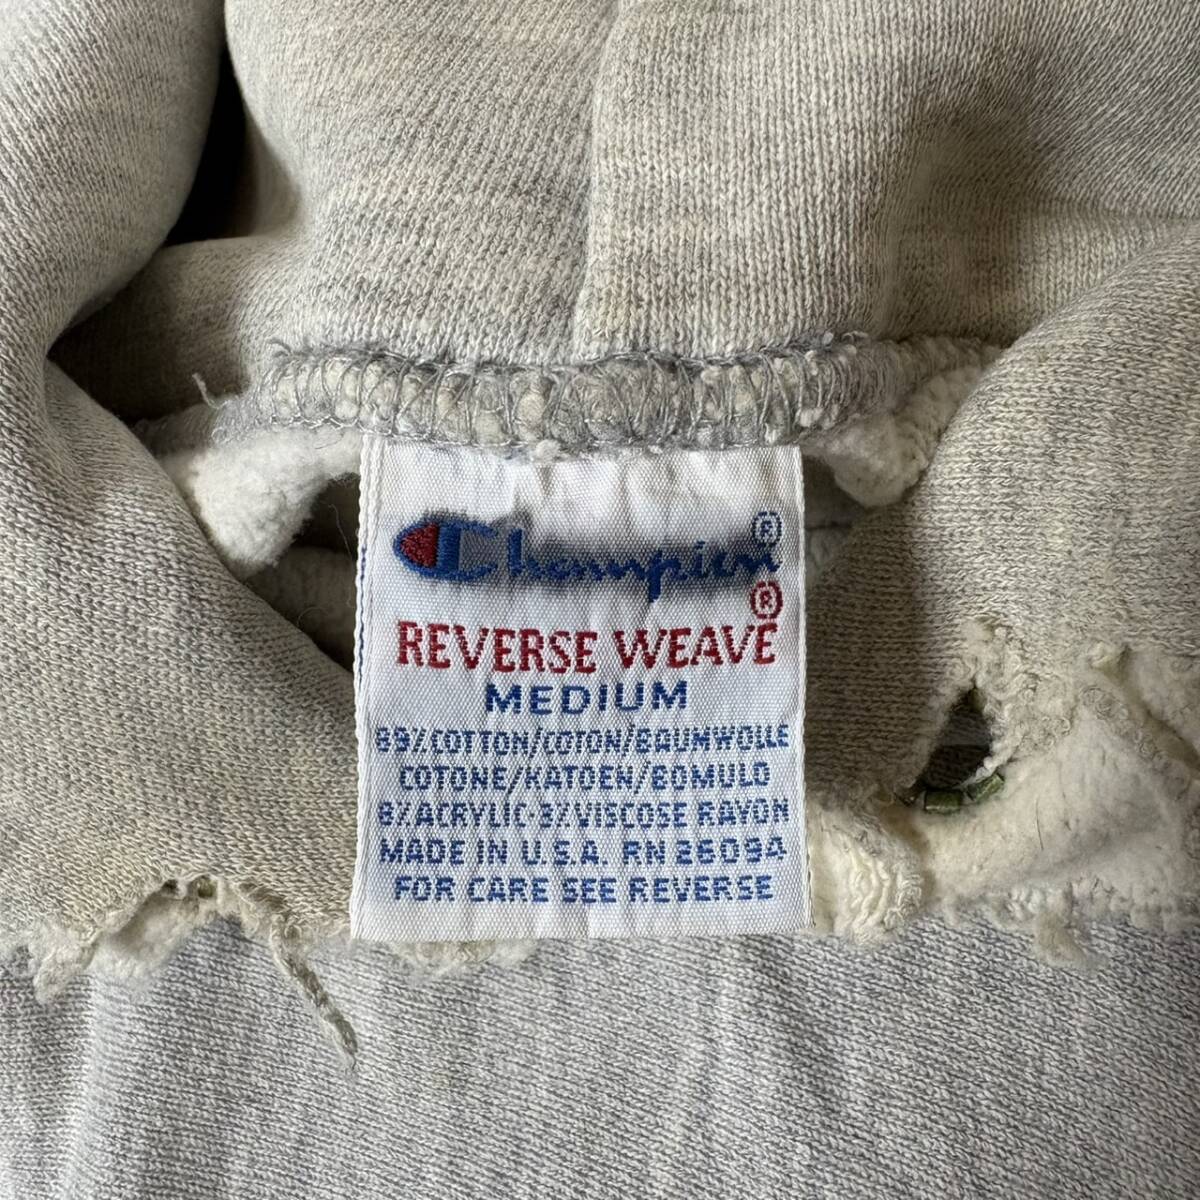 Champion®
®
REVERSE WEAVE
MEDIUM
89% COTTON/COTON/BAUMWOLLE
COTONE/KATOEN/BOMULD
8% ACRYLIC-3% VISCOSE RAYON
MADE IN U.S.A. RN 26094
FOR CARE SEE REVERSE